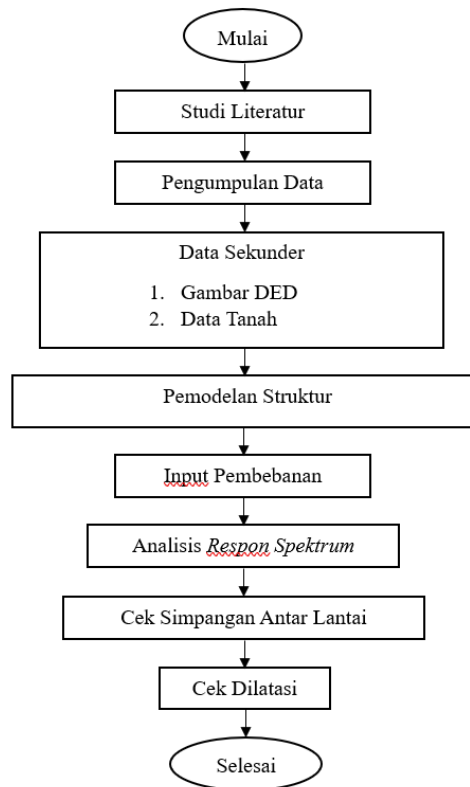 Mulai
Studi Literatur
Pengumpulan Data
Data Sekunder
1. Gambar DED
2. Data Tanah
Pemodelan Struktur
Input Pembebanan
Analisis Respon Spektrum
Cek Simpangan Antar Lantai
Cek Dilatasi
Selesai